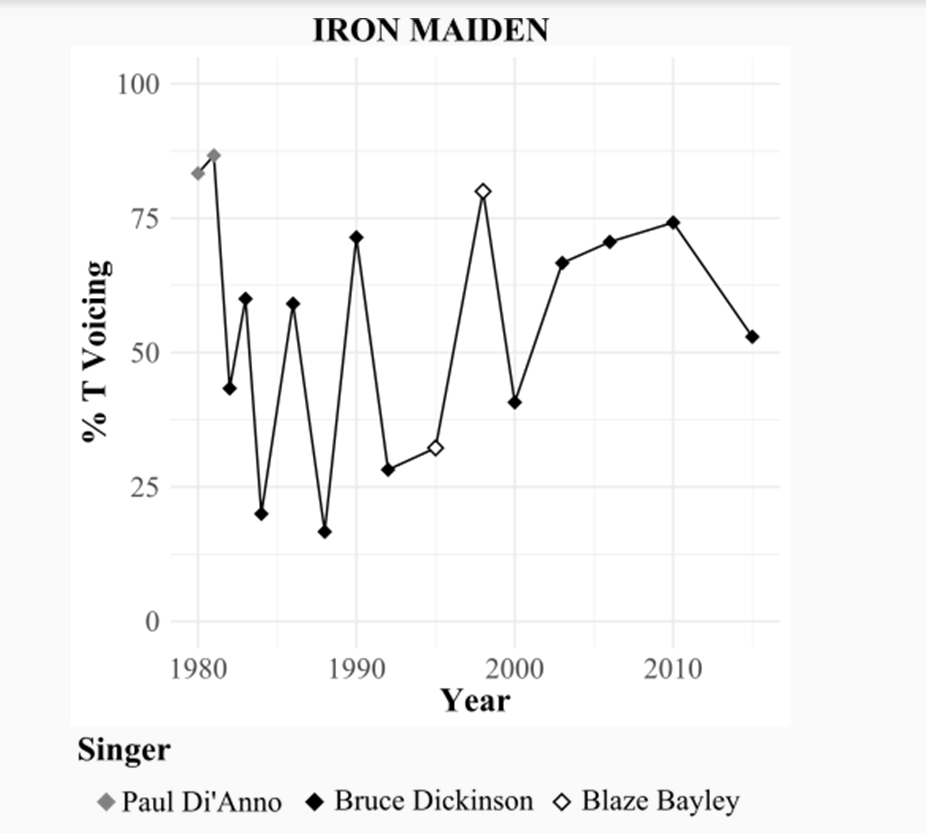 IRON MAIDEN
100
75
50
25
0
% T Voicing
1980 1990 2000 2010
Year
Singer
Paul Di'Anno Bruce Dickinson Blaze Bayley